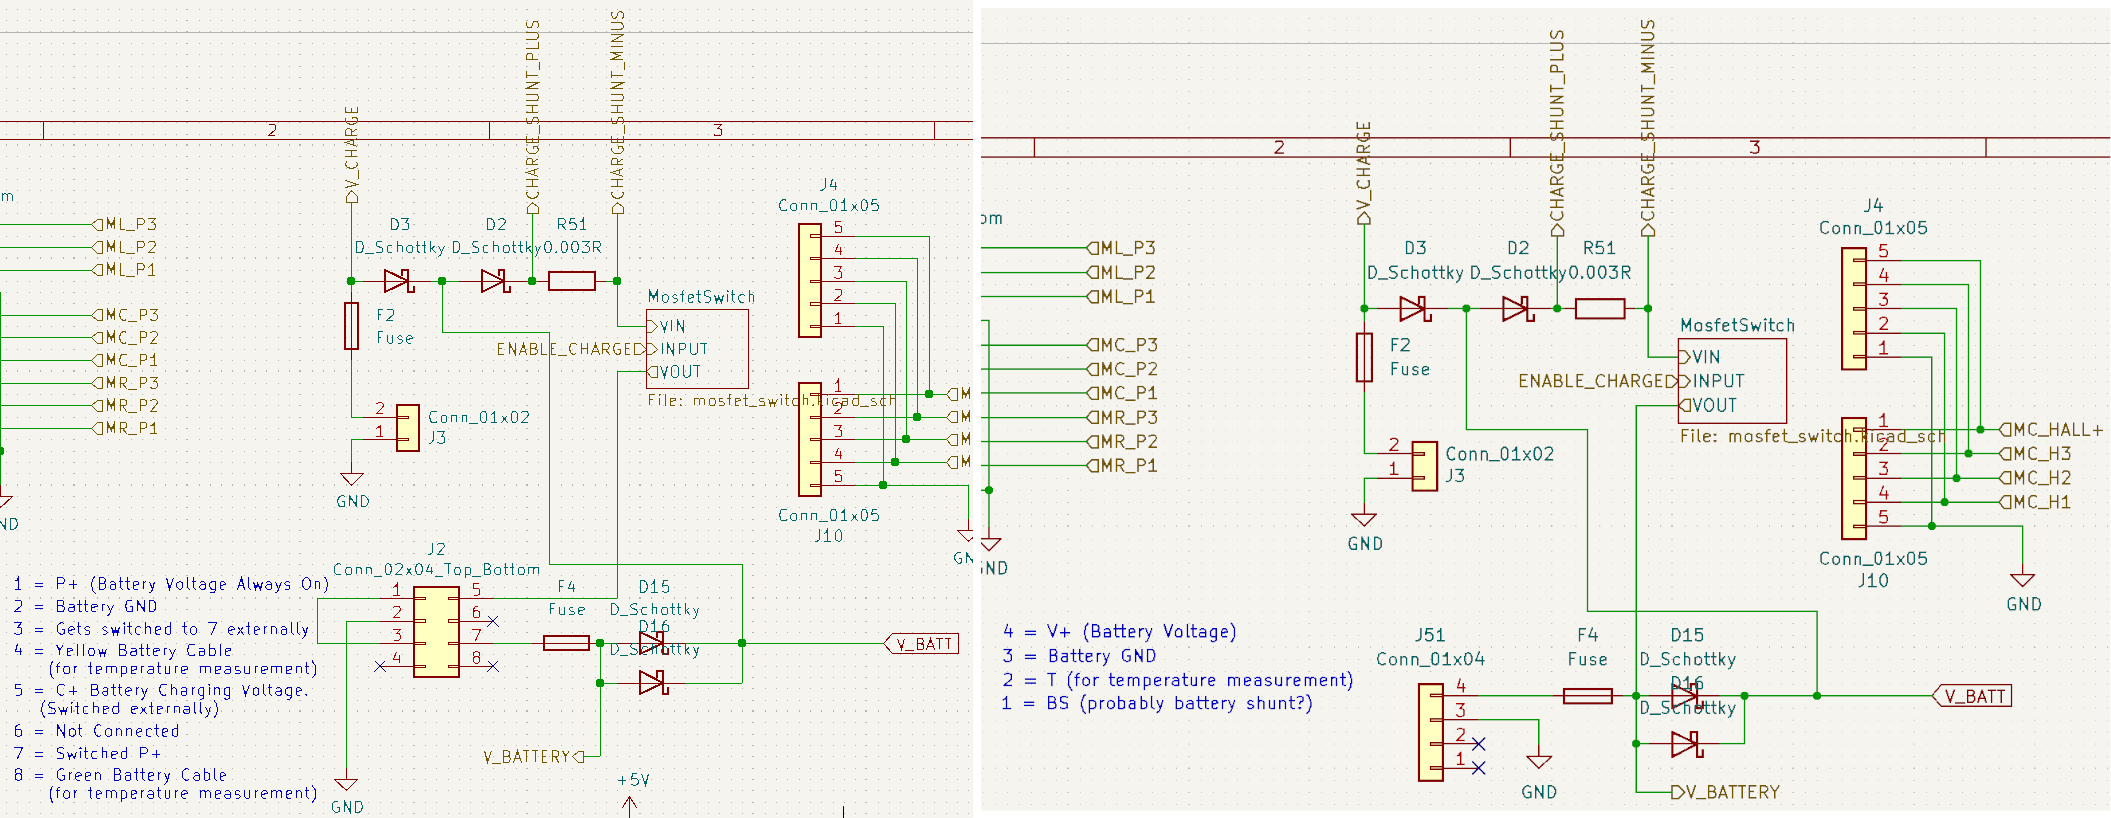 2
3
V_CHARGE
CHARGE_SHUNT_PLUS
CHARGE_SHUNT_MINUS
m
ML_P3
ML_P2
ML_P1
MC_P3
MC_P2
MC_P1
MR_P3
MR_P2
MR_P1
ND
D3
D_Schottky
D2
D_Schottky
R51
0.003R
F2
Fuse
2
1
Conn_01x02
J3
GND
MosfetSwitch
VIN
INPUT
VOUT
ENABLE_CHARGE
File: mosfet_switch.kicad_sch
J4
Conn_01x05
5
4
3
2
1
1
2
3
4
5
M
M
M
Conn_01x05
J10
GN
J2
Conn_02x04_Top_Bottom
1
2
3
4
5
6
7
8
GND
F4
Fuse
D15
D_Schottky
D16
D_Schottky
V_BATT
V_BATTERY
+5V
1 = P+ (Battery Voltage Always On)
2 = Battery GND
3 = Gets switched to 7 externally
4 = Yellow Battery Cable
(for temperature measurement)
5 = C+ Battery Charging Voltage.
(Switched externally)
6 = Not Connected
7 = Switched P+
8 = Green Battery Cable
(for temperature measurement)
2
3
V_CHARGE
CHARGE_SHUNT_PLUS
CHARGE_SHUNT_MINUS
om
ML_P3
ML_P2
ML_P1
MC_P3
MC_P2
MC_P1
MR_P3
MR_P2
MR_P1
GND
D3
D_Schottky
D2
D_Schottky
R51
0.003R
F2
Fuse
2
1
Conn_01x02
J3
GND
MosfetSwitch
VIN
INPUT
VOUT
ENABLE_CHARGE
File: mosfet_switch.kicad_sch
J4
Conn_01x05
5
4
3
2
1
1
2
3
4
5
MC_HALL+
MC_H3
MC_H2
MC_H1
Conn_01x05
J10
GND
4 = V+ (Battery Voltage)
3 = Battery GND
2 = T (for temperature measurement)
1 = BS (probably battery shunt?)
J51
Conn_01x04
4
3
2
1
GND
F4
Fuse
D15
D_Schottky
D16
D_Schottky
V_BATT
V_BATTERY